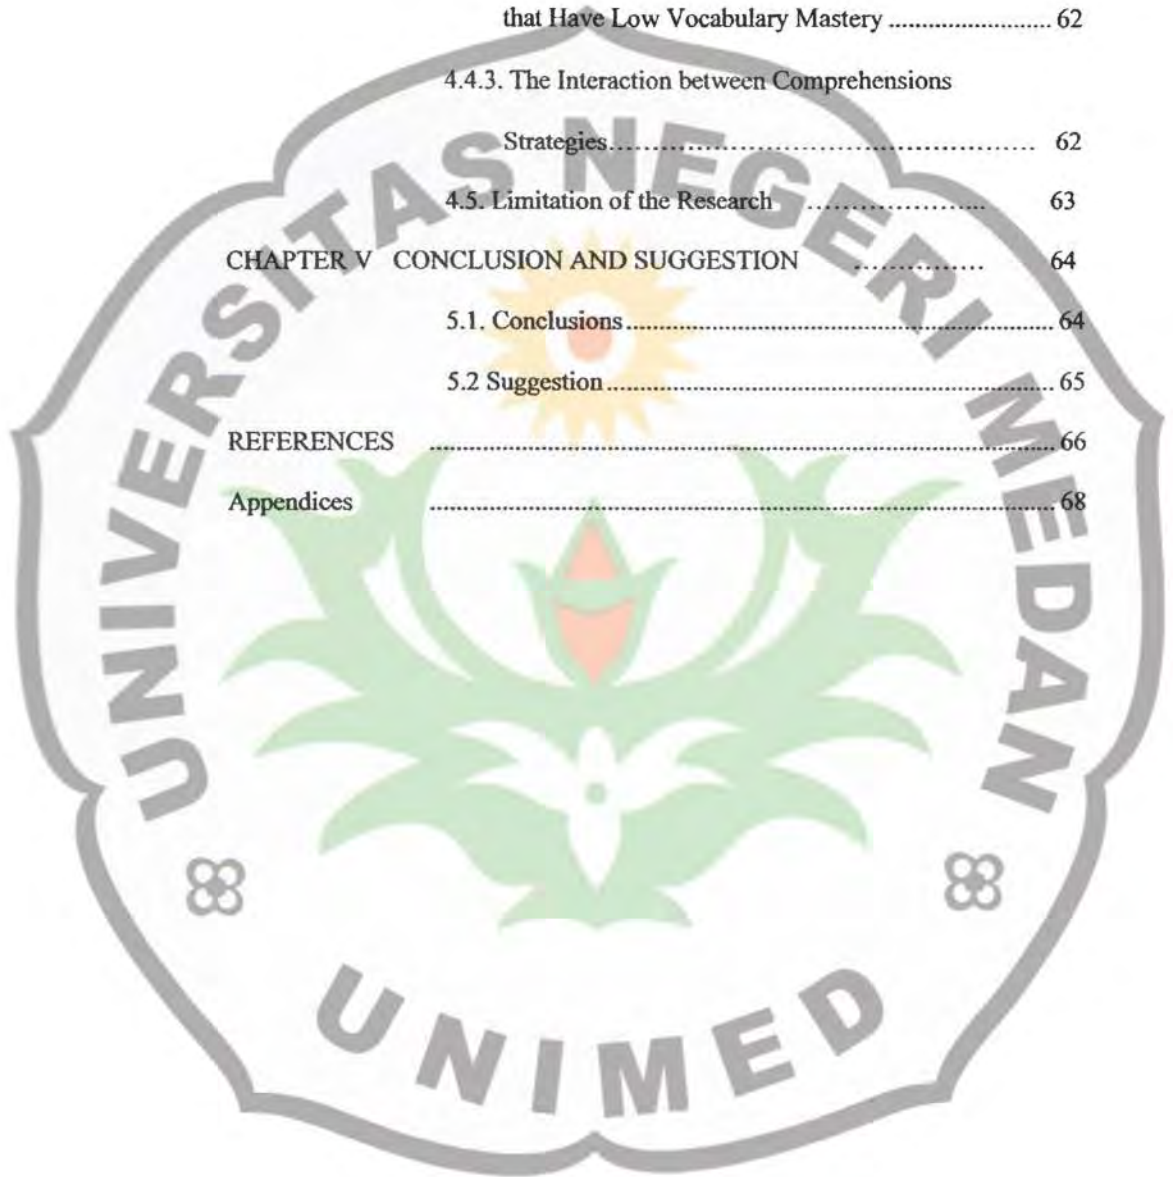 that Have Low Vocabulary Mastery ........................ 62
4.4.3. The Interaction between Comprehensions
Strategies............................................... 62
4.5. Limitation of the Research ..................... 63
CHAPTER V CONCLUSION AND SUGGESTION .............. 64
5.1. Conclusions ................................................................ 64
5.2 Suggestion ................................................................... 65
REFERENCES ............................................................................................. 66
Appendices ............................................................................................. 68
UNIVERSITAS NEGERI MEDAN
UNIMED